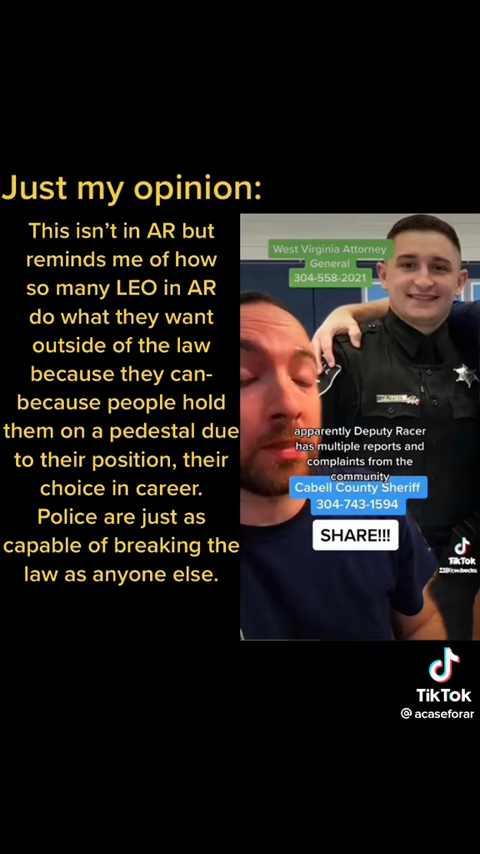 Just my opinion:
This isn't in AR but
reminds me of how
so many LEO in AR
do what they want
outside of the law
because they can-
because people hold
them on a pedestal due
to their position, their
choice in career.
Police are just as
capable of breaking the
law as anyone else.
West Virginia Attorney
General
304-558-2021
apparently Deputy Racer
has multiple reports and
complaints from the
community
Cabell County Sheriff
304-743-1594
SHARE!!!
TikTok
TikTok
@ acaseforar